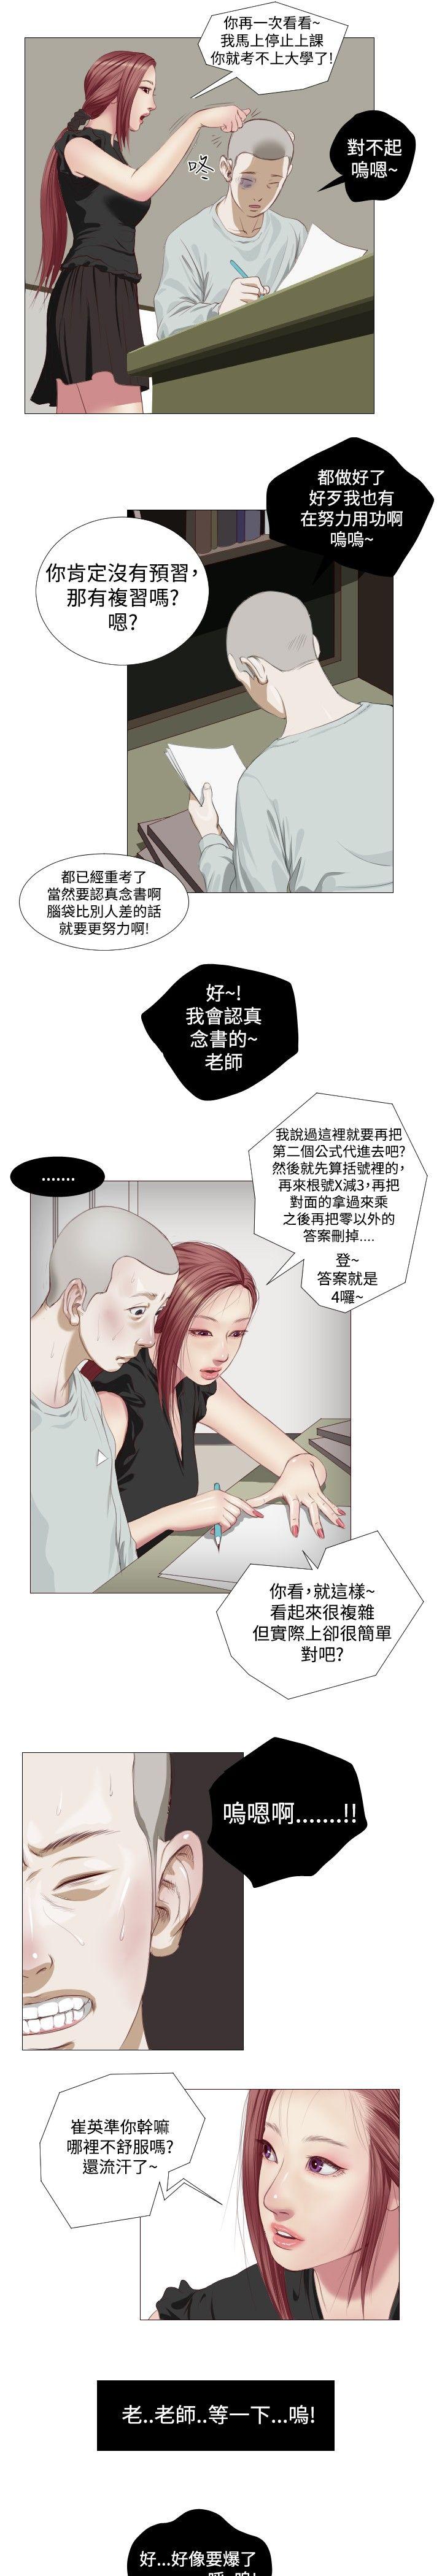 你再一次看看~
我馬上停止上課
你就考不上大學了!
對不起
嗚嗯~
咚
都做好了
好歹我也有
在努力用功啊
嗚嗚~
你肯定沒有預習,
那有複習嗎?
嗯?
都已經重考了
當然要認真念書啊
腦袋比別人差的話
就要更努力啊!
好~!
我會認真
念書的~
老師
我說過這裡就要再把
第二個公式代進去吧?
然後就先算括號裡的,
再來根號X減3,再把
對面的拿過來乘
之後再把零以外的
答案刪掉....
.......
登~
答案就是
4囉~
你看,就這樣~
看起來很複雜
但實際上卻很簡單
對吧?
嗚嗯啊.......!!
崔英準你幹嘛
哪裡不舒服嗎?
還流汗了~
老..老師..等一下...嗚!
好...好像要爆了